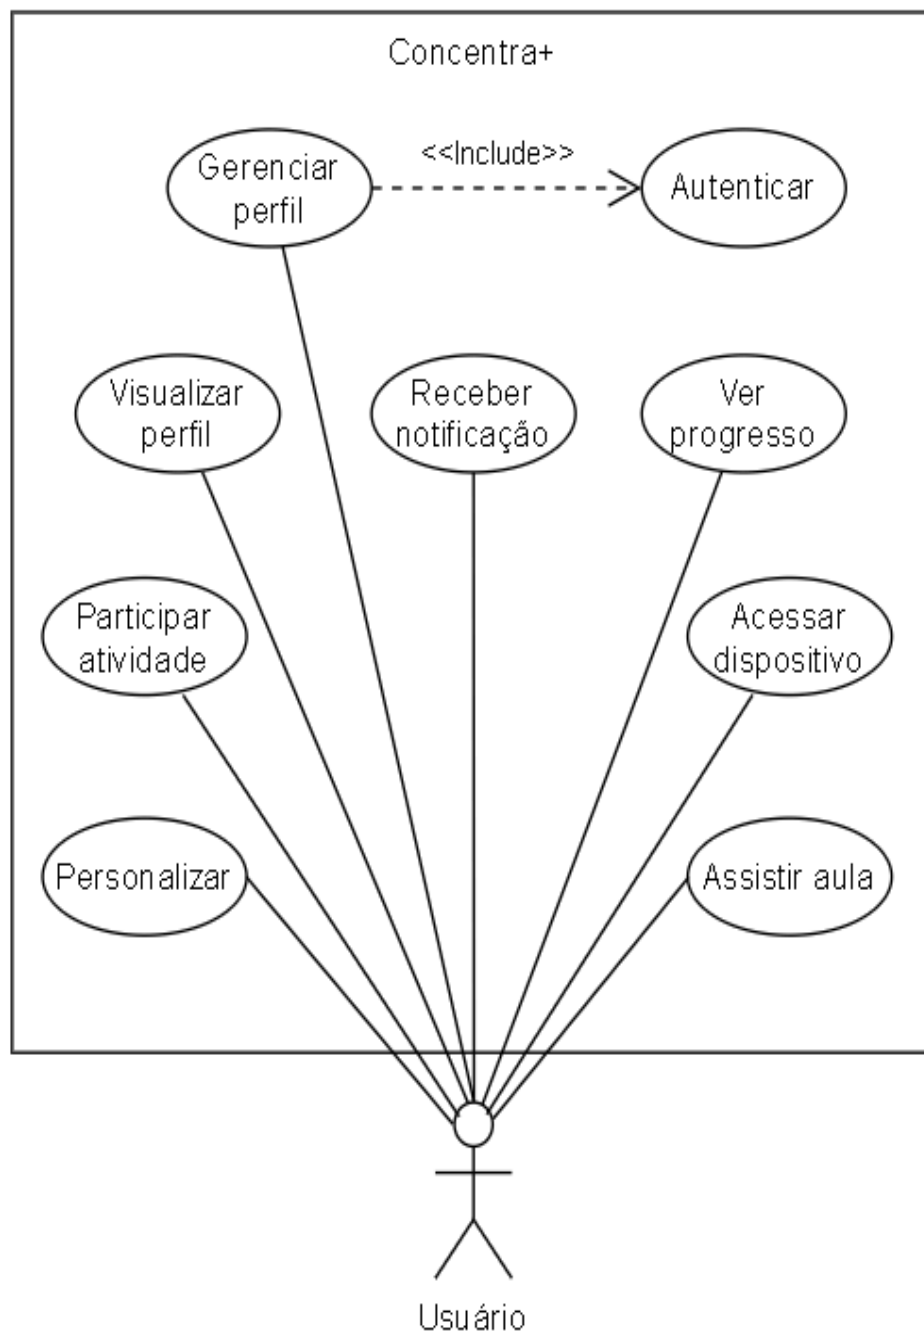 Concentra+
Gerenciar
perfil
<<Include>>
Autenticar
Visualizar
perfil
Receber
notificação
Ver
progresso
Participar
atividade
Acessar
dispositivo
Personalizar
Assistir aula
Usuário